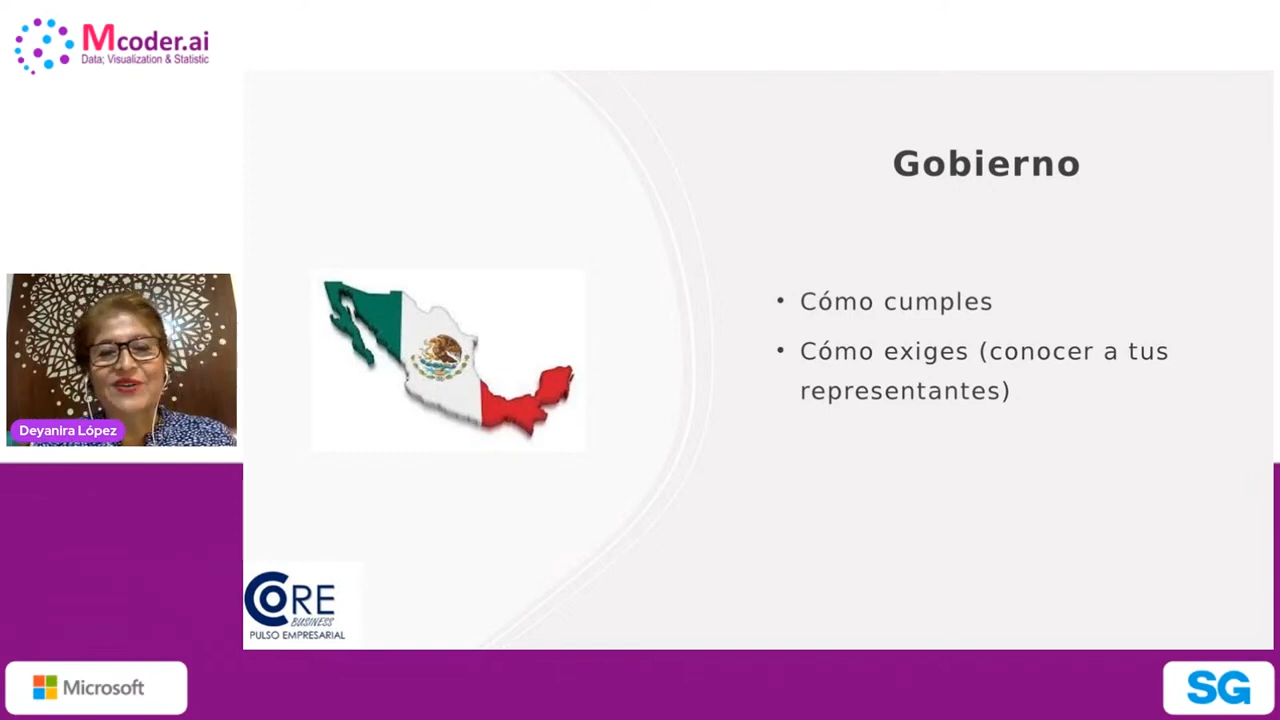 Mcoder.ai
Data; Visualization & Statistic
Gobierno
• Cómo cumples
• Cómo exiges (conocer a tus
representantes)
Deyanira López
CORE
BUSINESS
PULSO EMPRESARIAL
Microsoft
SG